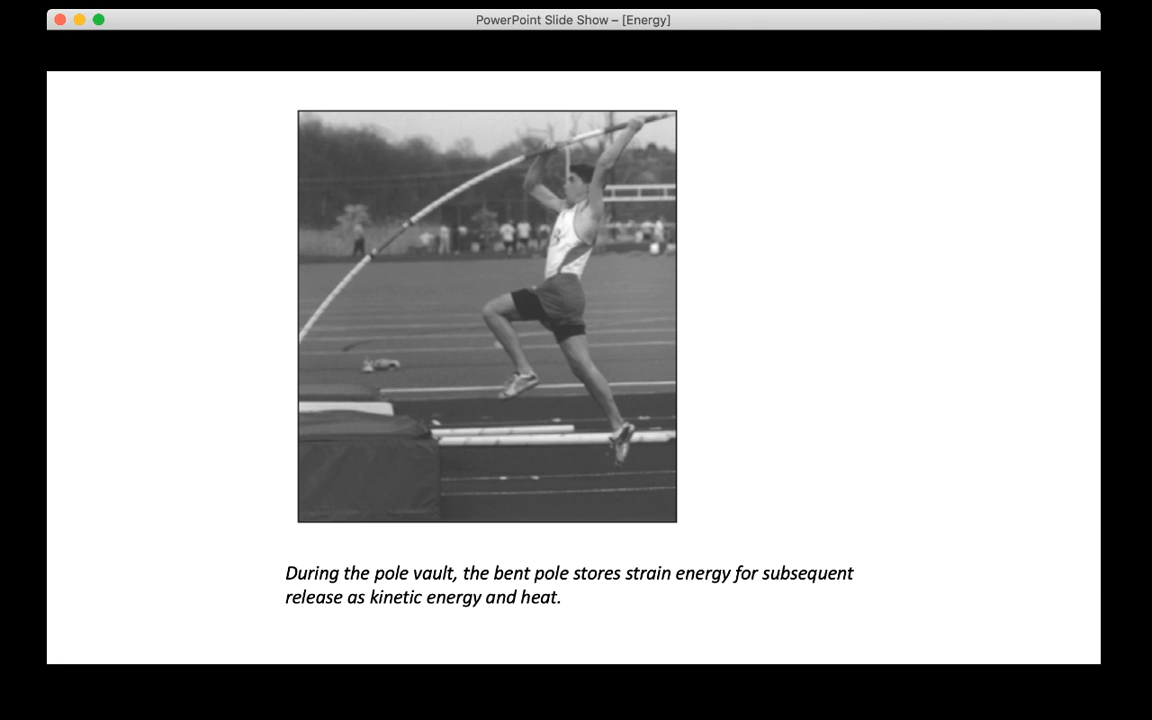 PowerPoint Slide Show – [Energy]
During the pole vault, the bent pole stores strain energy for subsequent
release as kinetic energy and heat.